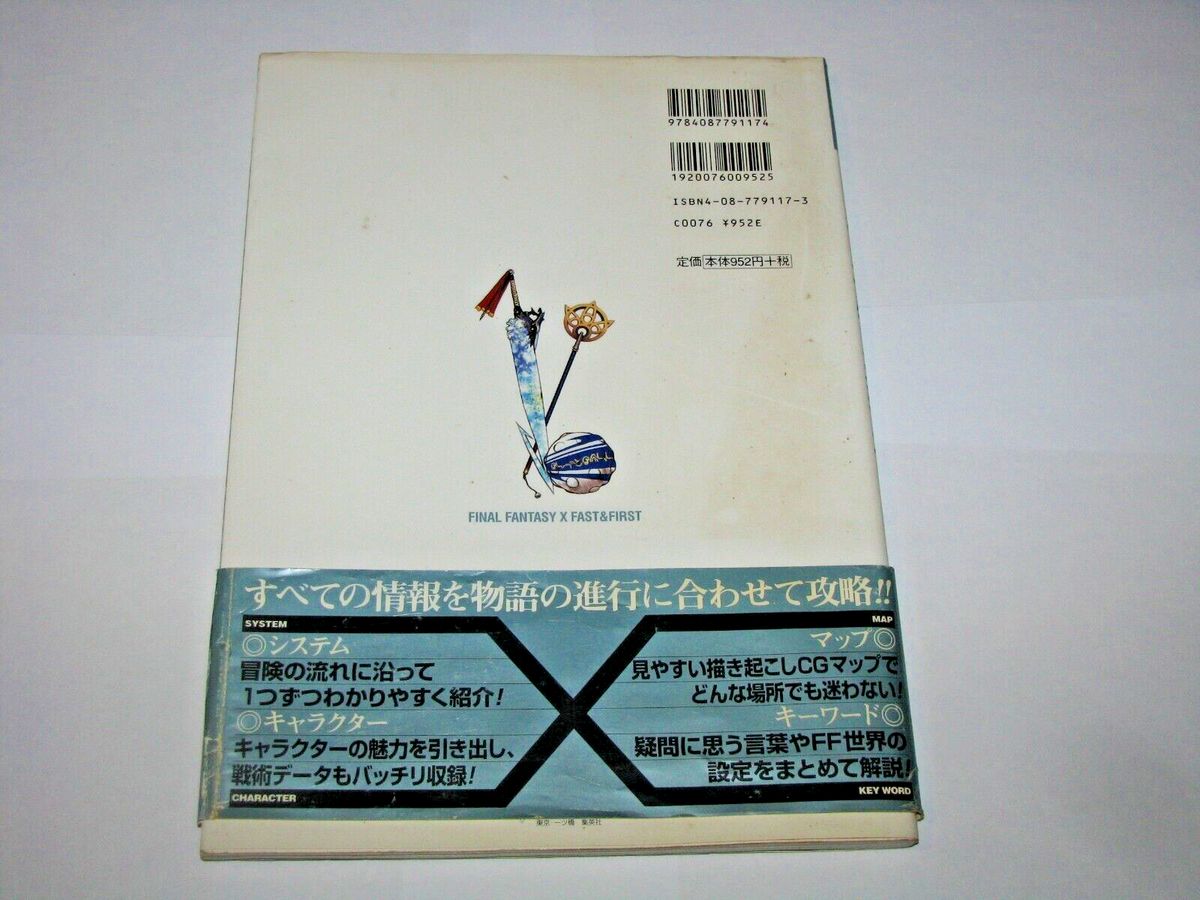 9784087791174
1920076009525
ISBN4-08-779117-3
C0076 ¥952E
定価 本体952円+税
FINAL FANTASY X FAST&FIRST
すべての情報を物語の進行に合わせて攻略!!
SYSTEM
◎システム
冒険の流れに沿って
1つずつわかりやすく紹介!
◎キャラクター
キャラクターの魅力を引き出し、
戦術データもバッチリ収録!
CHARACTER
MAP
マップ◎
見やすい描き起こしCGマップで
どんな場所でも迷わない!
キーワード◎
疑問に思う言葉やFF世界の
設定をまとめて解説!
KEY WORD
東京 一ツ橋 集英社